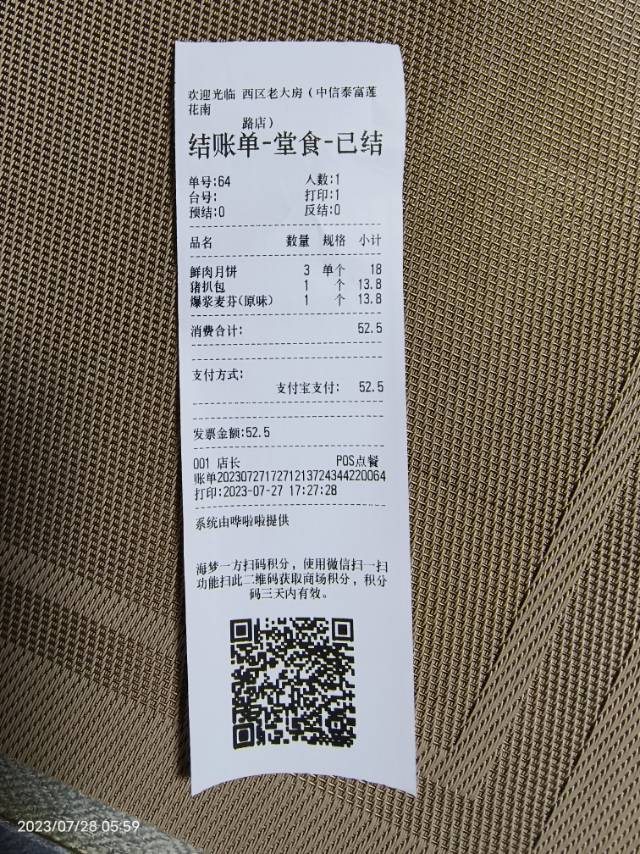 欢迎光临 西区老大房(中信泰富莲
花南
路店)
结账单-堂食-已结
单号:64 人数:1
台号: 打印:1
预结:0 反结:0
品名 数量 规格 小计
鲜肉月饼 3 单个 18
猪扒包 1 个 13.8
爆浆麦芬(原味) 1 个 13.8
消费合计: 52.5
支付方式:
支付宝支付: 52.5
发票金额:52.5
001 店长 POS点餐
账单20230727172712137243442200​64
打印:2023-07-27 17:27:28
系统由哗啦啦提供
海梦一方扫码积分，使用微信扫一扫
功能扫此二维码获取商场积分，积分
码三天内有效。
2023/07/28 05:59